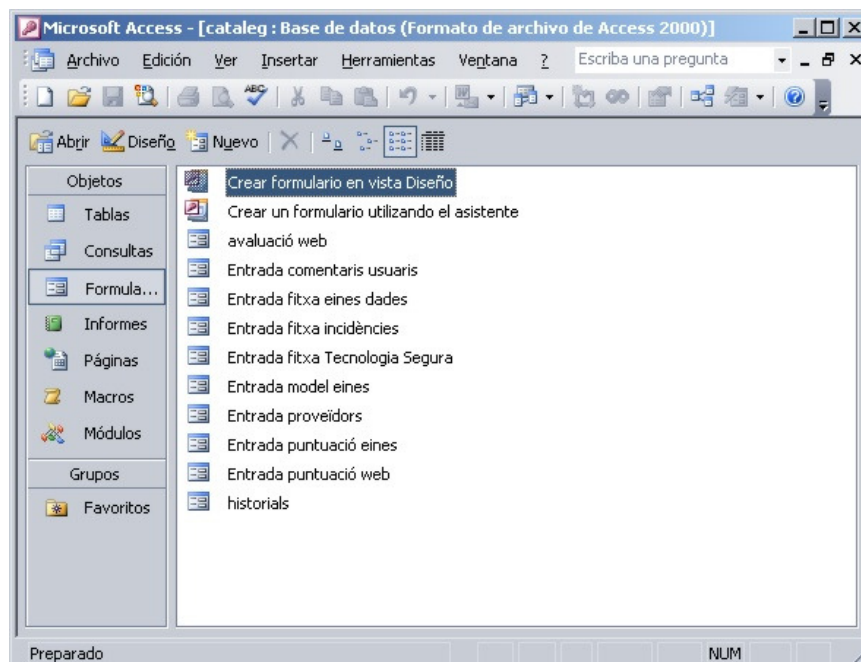 Microsoft Access - [cataleg : Base de datos (Formato de archivo de Access 2000)]
Archivo Edición Ver Insertar Herramientas Ventana ? Escriba una pregunta
Abrir Diseño Nuevo
Objetos
Tablas
Consultas
Formula...
Informes
Páginas
Macros
Módulos
Grupos
Favoritos
Crear formulario en vista Diseño
Crear un formulario utilizando el asistente
avaluació web
Entrada comentaris usuaris
Entrada fitxa eines dades
Entrada fitxa incidències
Entrada fitxa Tecnologia Segura
Entrada model eines
Entrada proveïdors
Entrada puntuació eines
Entrada puntuació web
historials
Preparado NUM